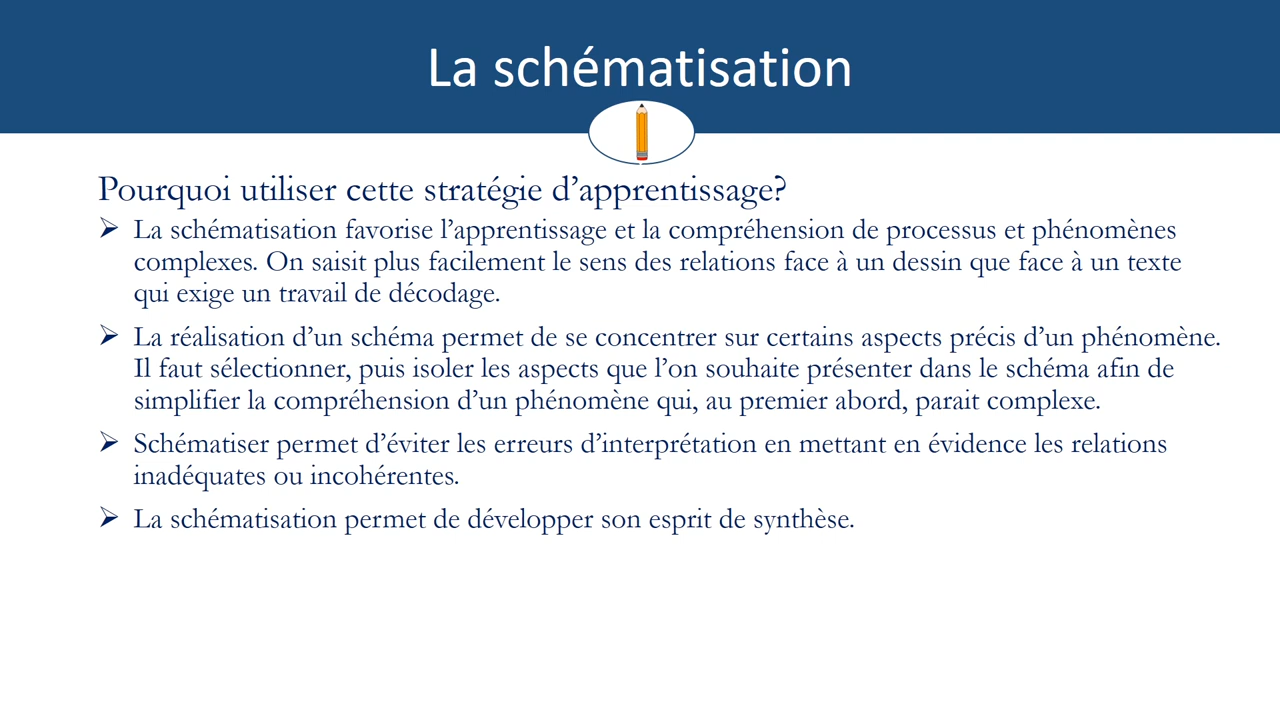 La schématisation
Pourquoi utiliser cette stratégie d’apprentissage?
➢ La schématisation favorise l’apprentissage et la compréhension de processus et phénomènes
complexes. On saisit plus facilement le sens des relations face à un dessin que face à un texte
qui exige un travail de décodage.
➢ La réalisation d’un schéma permet de se concentrer sur certains aspects précis d’un phénomène.
Il faut sélectionner, puis isoler les aspects que l’on souhaite présenter dans le schéma afin de
simplifier la compréhension d’un phénomène qui, au premier abord, parait complexe.
➢ Schématiser permet d’éviter les erreurs d’interprétation en mettant en évidence les relations
inadéquates ou incohérentes.
➢ La schématisation permet de développer son esprit de synthèse.